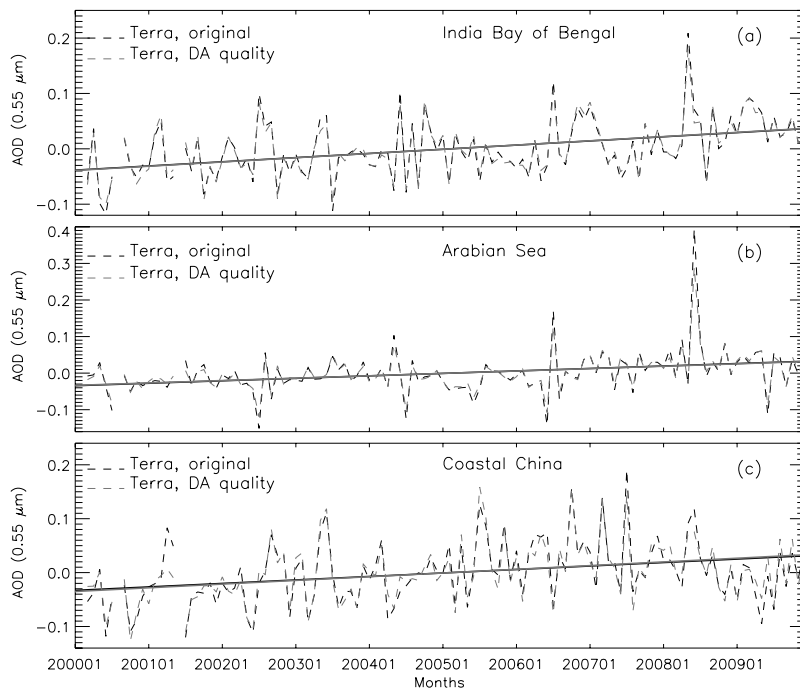 0.2
0.1
0.0
-0.1
AOD (0.55 μm)
Terra, original
Terra, DA quality
India Bay of Bengal
(a)
0.4
0.3
0.2
0.1
0.0
-0.1
AOD (0.55 μm)
Terra, original
Terra, DA quality
Arabian Sea
(b)
0.2
0.1
0.0
-0.1
AOD (0.55 μm)
Terra, original
Terra, DA quality
Coastal China
(c)
200001 200101 200201 200301 200401 200501 200601 200701 200801 200901
Months